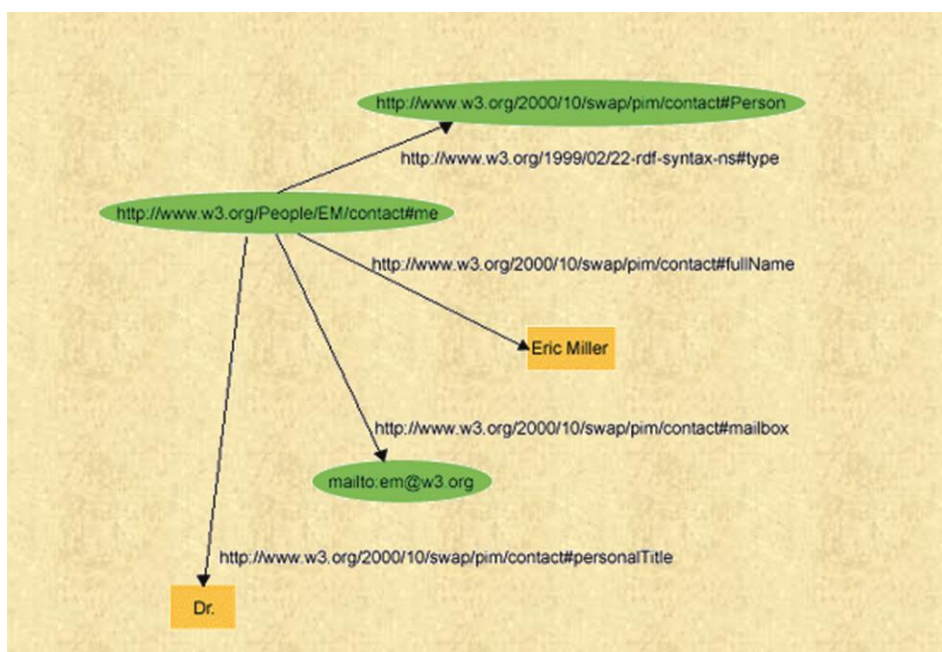 http://www.w3.org/2000/10/swap/pim/contact#Person
http://www.w3.org/1999/02/22-rdf-syntax-ns#type
http://www.w3.org/People/EM/contact#me
http://www.w3.org/2000/10/swap/pim/contact#fullName
Eric Miller
http://www.w3.org/2000/10/swap/pim/contact#mailbox
mailto:em@w3.org
http://www.w3.org/2000/10/swap/pim/contact#personalTitle
Dr.